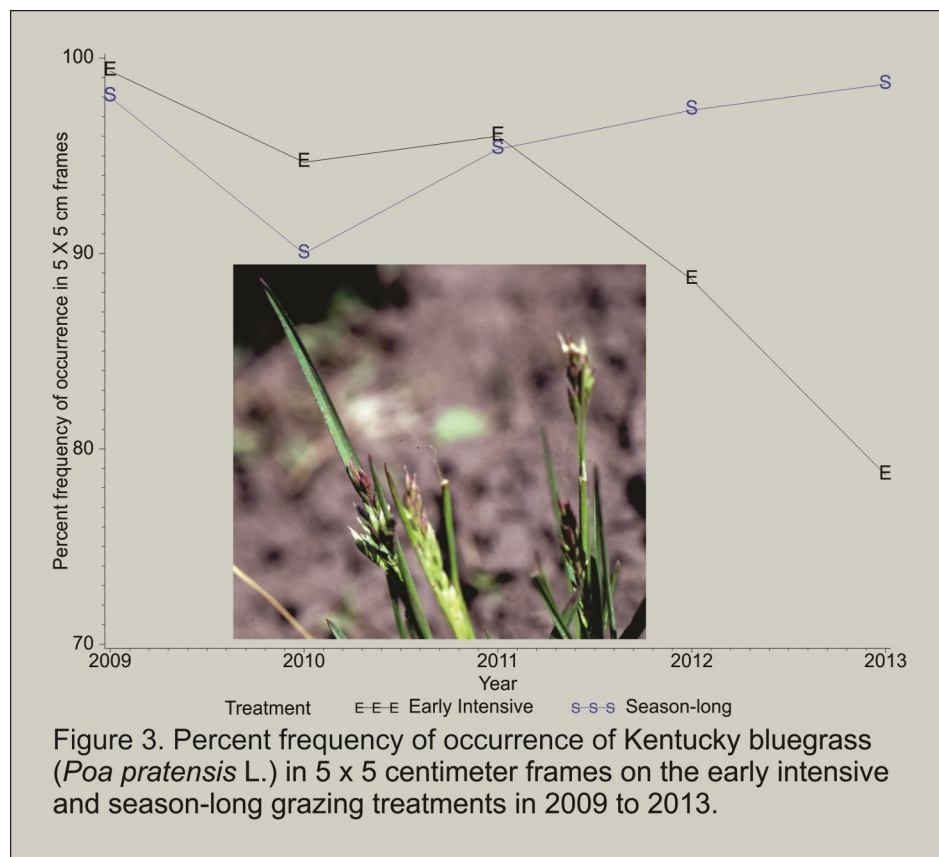 100
90
80
70
Percent frequency of occurrence in 5 X 5 cm frames
E
S
E
S
E
S
S
E
S
E
2009 2010 2011 2012 2013
Year
Treatment E E E Early Intensive S S S Season-long
Figure 3. Percent frequency of occurrence of Kentucky bluegrass
(Poa pratensis L.) in 5 x 5 centimeter frames on the early intensive
and season-long grazing treatments in 2009 to 2013.